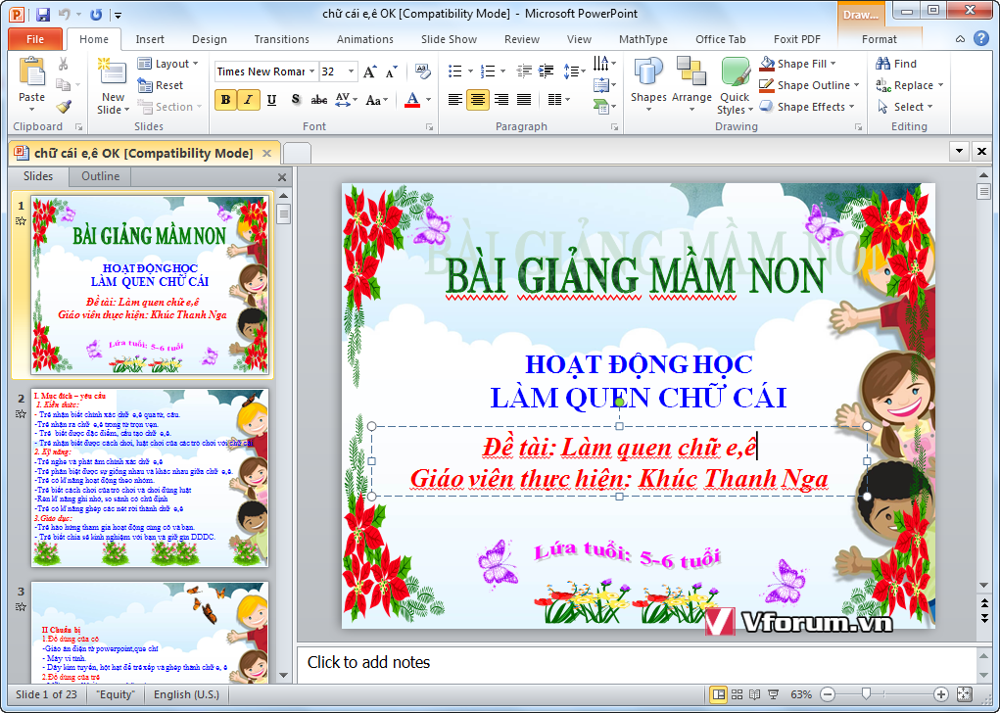 chữ cái e,ê OK [Compatibility Mode] - Microsoft PowerPoint
Draw...
File Home Insert Design Transitions Animations Slide Show Review View MathType Office Tab Foxit PDF Format
Paste
Clipboard
New Slide
Layout
Reset
Section
Slides
Times New Romar 32
B I U S abc AV Aa A
Font
Paragraph
Shapes Arrange Quick Styles
Shape Fill
Shape Outline
Shape Effects
Drawing
Find
Replace
Select
Editing
chữ cái e,ê OK [Compatibility Mode]
Slides Outline
1
BÀI GIẢNG MẦM NON
HOẠT ĐỘNG HỌC
LÀM QUEN CHỮ CÁI
Đề tài: Làm quen chữ e,ê
Giáo viên thực hiện: Khúc Thanh Nga
Lứa tuổi: 5-6 tuổi
2
I. Mục đích – yêu cầu
1. Kiến thức:
- Trẻ nhận biết chính xác chữ e,ê qua từ, câu.
-Trẻ nhận ra chữ e,ê trong từ trọn vẹn.
- Trẻ biết được đặc điểm, cấu tạo chữ e,ê.
- Trẻ nhận biết được cách chơi, luật chơi của các trò chơi với chữ cái
2. Kỹ năng:
-Trẻ nghe và phát âm chính xác chữ e,ê
-Trẻ phân biệt được sự giống nhau và khác nhau giữa chữ e,ê.
-Trẻ có kĩ năng hoạt động theo nhóm.
-Trẻ biết cách chơi của trò chơi và chơi đúng luật
-Rèn kĩ năng ghi nhớ, so sánh có chủ định
-Trẻ có kĩ năng ghép các nét rời thành chữ e,ê
3.Giáo dục:
-Trẻ hào hứng tham gia hoạt động cùng cô và bạn.
- Trẻ biết chia sẻ kinh nghiệm với bạn và giữ gìn DDDC.
3
II Chuẩn bị
1.Đồ dùng của cô
-Giáo án điện tử powerpoint,que chỉ
- Máy vi tính.
- Dây kim tuyến, hột hạt để trẻ xếp và ghép thành chữ e, ê
2.Đồ dùng của trẻ
BÀI GIẢNG MẦM NON
HOẠT ĐỘNG HỌC
LÀM QUEN CHỮ CÁI
Đề tài: Làm quen chữ e,ê
Giáo viên thực hiện: Khúc Thanh Nga
Lứa tuổi: 5-6 tuổi
Vforum.vn
Click to add notes
Slide 1 of 23 "Equity" English (U.S.) 63%